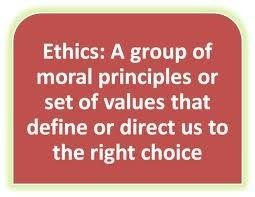 Ethics: A group of
moral principles or
set of values that
define or direct us to
the right choice